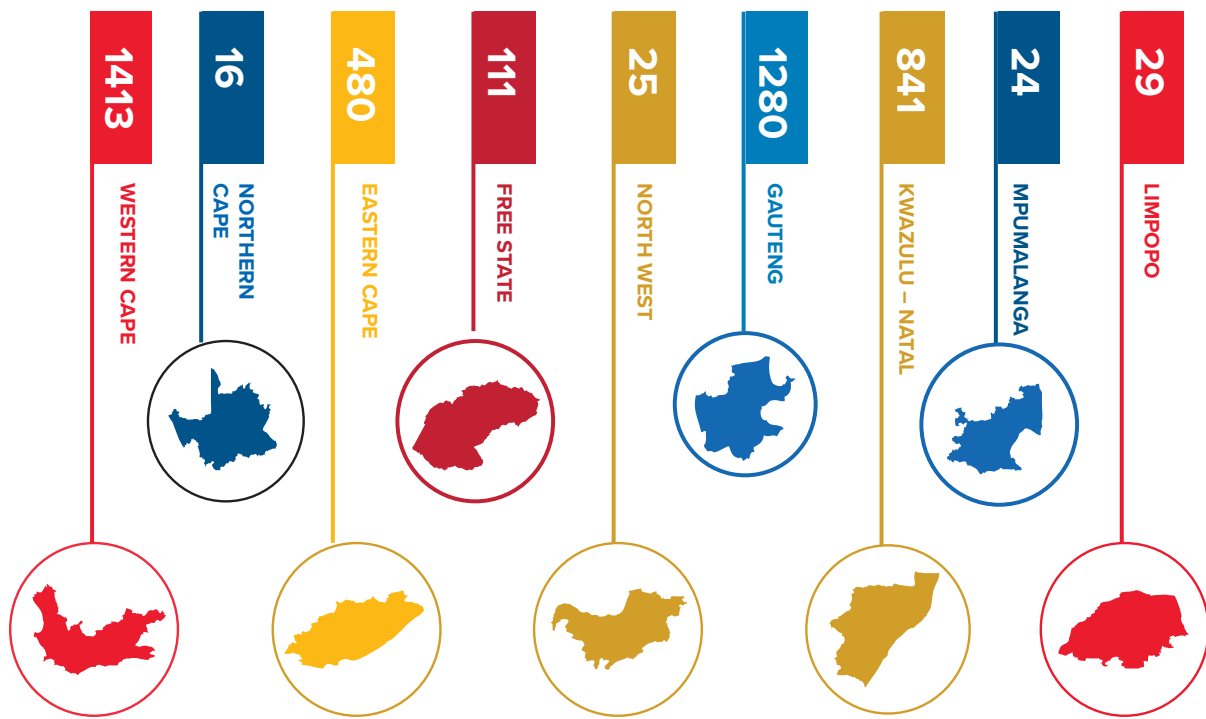 1413
WESTERN CAPE
16
NORTHERN
CAPE
480
EASTERN CAPE
111
FREE STATE
25
NORTH WEST
1280
GAUTENG
841
KWAZULU – NATAL
24
MPUMALANGA
29
LIMPOPO